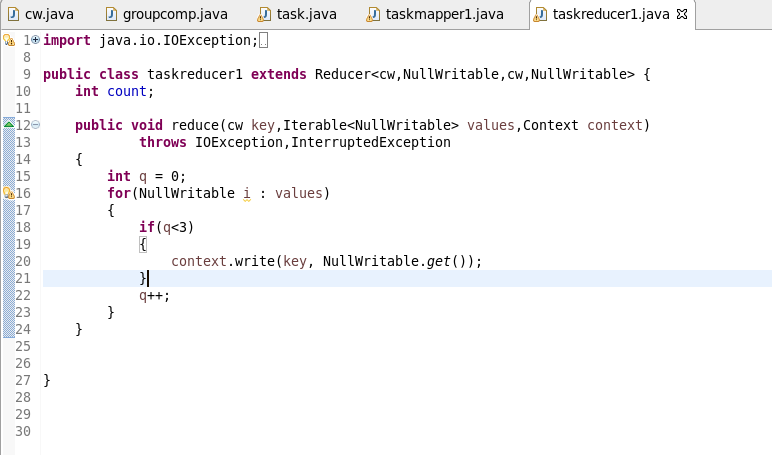 cw.java groupcomp.java task.java taskmapper1.java taskreducer1.java
1 import java.io.IOException;
8
9 public class taskreducer1 extends Reducer<cw,NullWritable,cw,NullWritable> {
10     int count;
11
12     public void reduce(cw key,Iterable<NullWritable> values,Context context)
13             throws IOException,InterruptedException
14     {
15         int q = 0;
16         for(NullWritable i : values)
17         {
18             if(q<3)
19             {
20                 context.write(key, NullWritable.get());
21             }
22             q++;
23         }
24     }
25
26
27 }
28
29
30